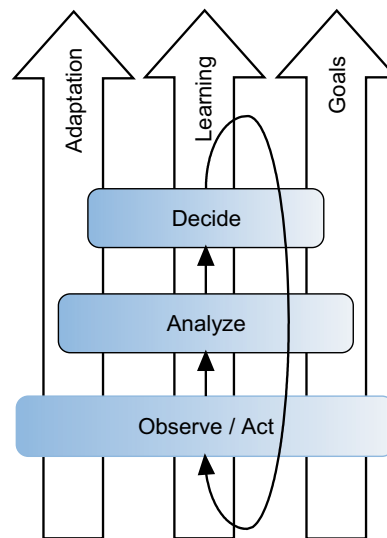 Adaptation
Learning
Goals
Decide
Analyze
Observe / Act